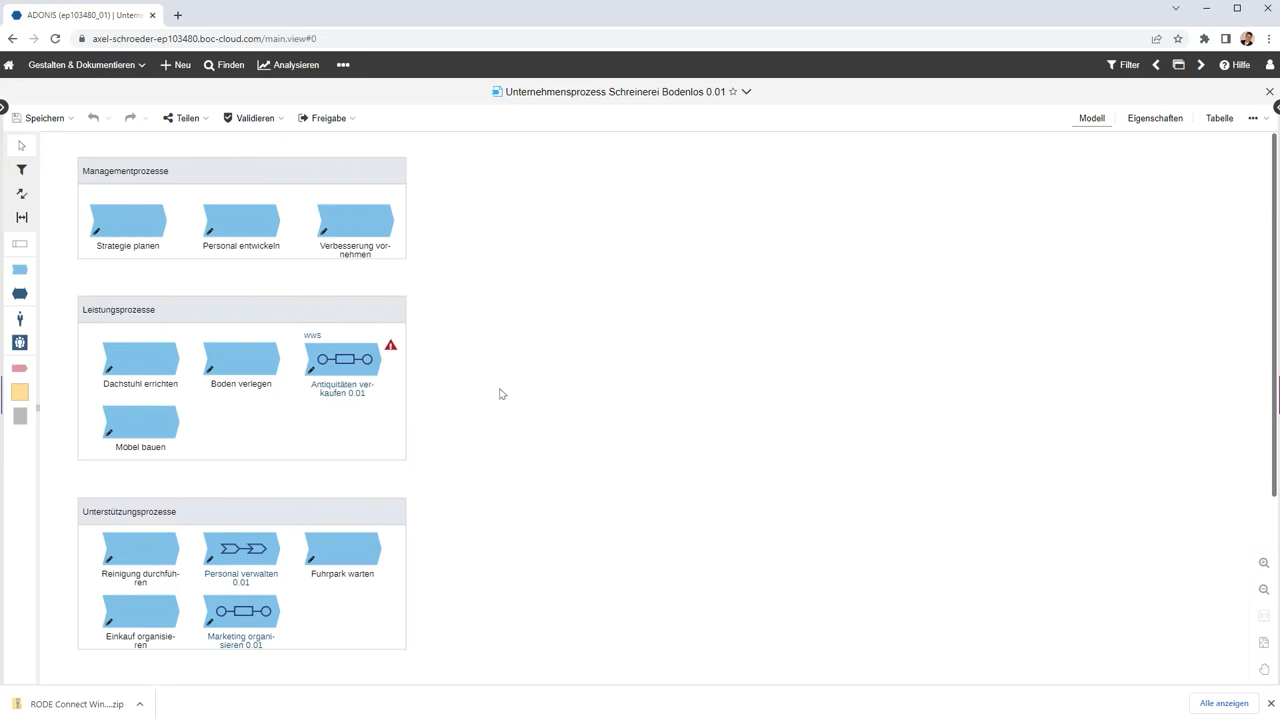 ADONIS (ep103480_01) | Untern
axel-schroeder-ep103480.boc-cloud.com/main.view#0
Gestalten & Dokumentieren
Neu
Finden
Analysieren
Filter
Hilfe
Unternehmensprozess Schreinerei Bodenlos 0.01
Speichern
Teilen
Validieren
Freigabe
Modell
Eigenschaften
Tabelle
Managementprozesse
Strategie planen
Personal entwickeln
Verbesserung vor-
nehmen
Leistungsprozesse
WWS
Dachstuhl errichten
Boden verlegen
Antiquitäten ver-
kaufen 0.01
Möbel bauen
Unterstützungsprozesse
Reinigung durchfüh-
ren
Personal verwalten
0.01
Fuhrpark warten
Einkauf organisie-
ren
Marketing organi-
sieren 0.01
RODE Connect Win....zip
Alle anzeigen